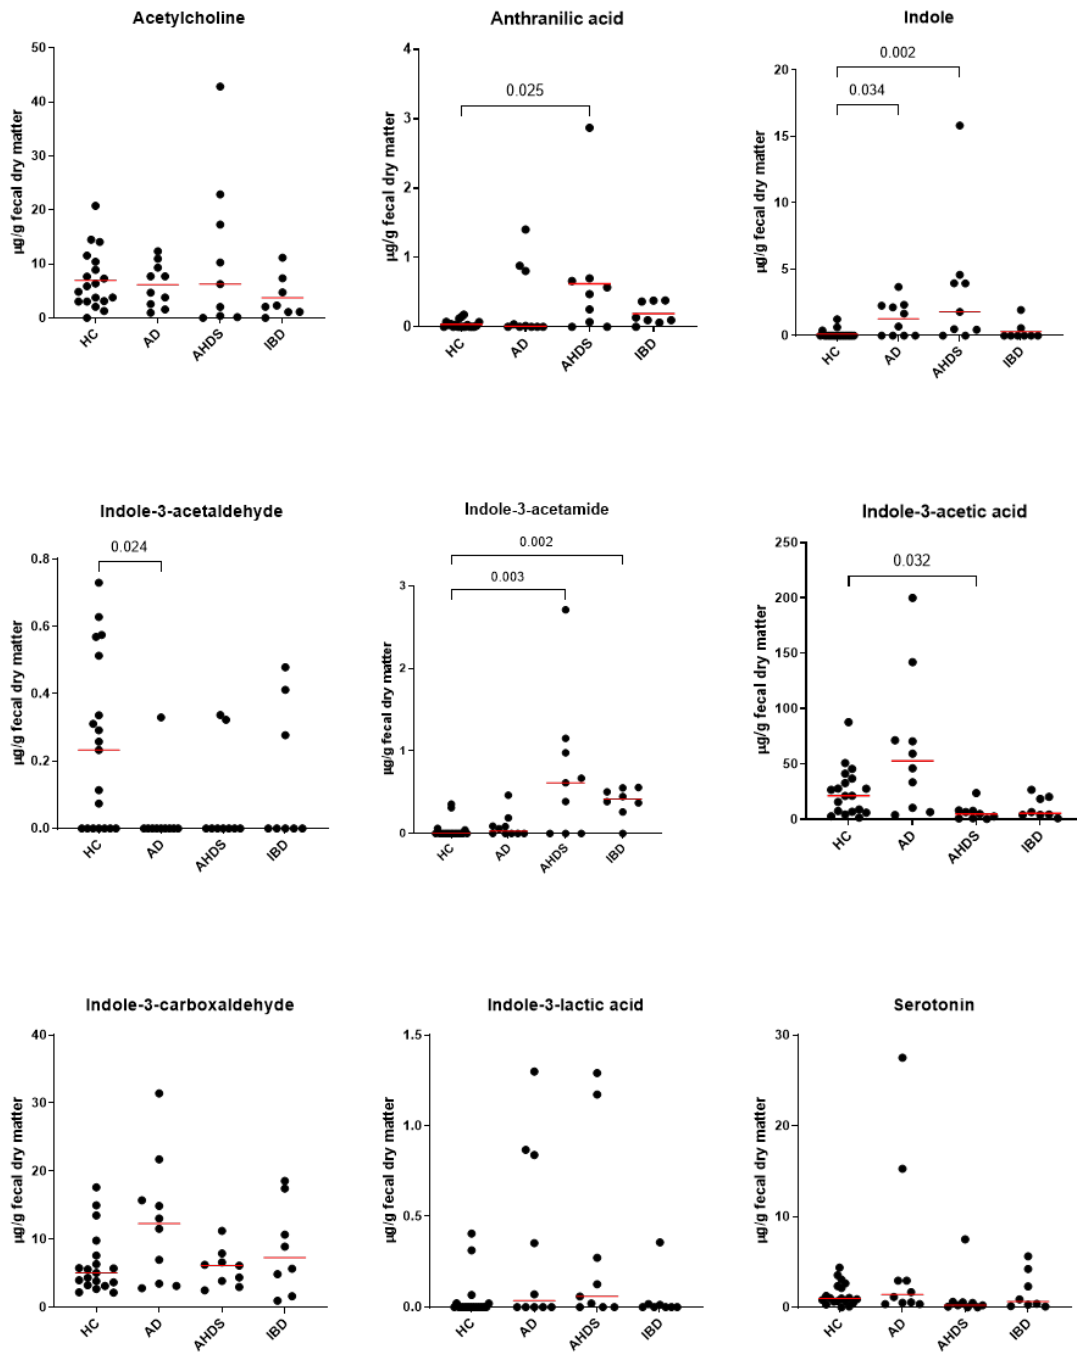 Acetylcholine
µg/g fecal dry matter
50
40
30
20
10
0
HC
AD
AHDS
IBD
Anthranilic acid
µg/g fecal dry matter
4
3
2
1
0
0.025
HC
AD
AHDS
IBD
Indole
µg/g fecal dry matter
20
15
10
5
0
0.002
0.034
HC
AD
AHDS
IBD
Indole-3-acetaldehyde
µg/g fecal dry matter
0.8
0.6
0.4
0.2
0.0
0.024
HC
AD
AHDS
IBD
Indole-3-acetamide
µg/g fecal dry matter
3
2
1
0
0.002
0.003
HC
AD
AHDS
IBD
Indole-3-acetic acid
µg/g fecal dry matter
250
200
150
100
50
0
0.032
HC
AD
AHDS
IBD
Indole-3-carboxaldehyde
µg/g fecal dry matter
40
30
20
10
0
HC
AD
AHDS
IBD
Indole-3-lactic acid
µg/g fecal dry matter
1.5
1.0
0.5
0.0
HC
AD
AHDS
IBD
Serotonin
µg/g fecal dry matter
30
20
10
0
HC
AD
AHDS
IBD